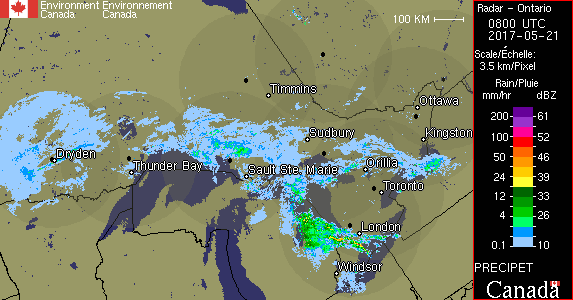 Environment Environnement
Canada Canada
100 KM
Timmins
Ottawa
Sudbury
Kingston
Dryden
Thunder Bay
Sault Ste. Marie
Orillia
Toronto
London
Windsor
Radar - Ontario
0800 UTC
2017-05-21
Scale/Échelle:
3.5 km/Pixel
Rain/Pluie
mm/hr dBZ
200 61
100 52
50 46
24 39
12 33
4 26
0.1 10
PRECIPET
Canada